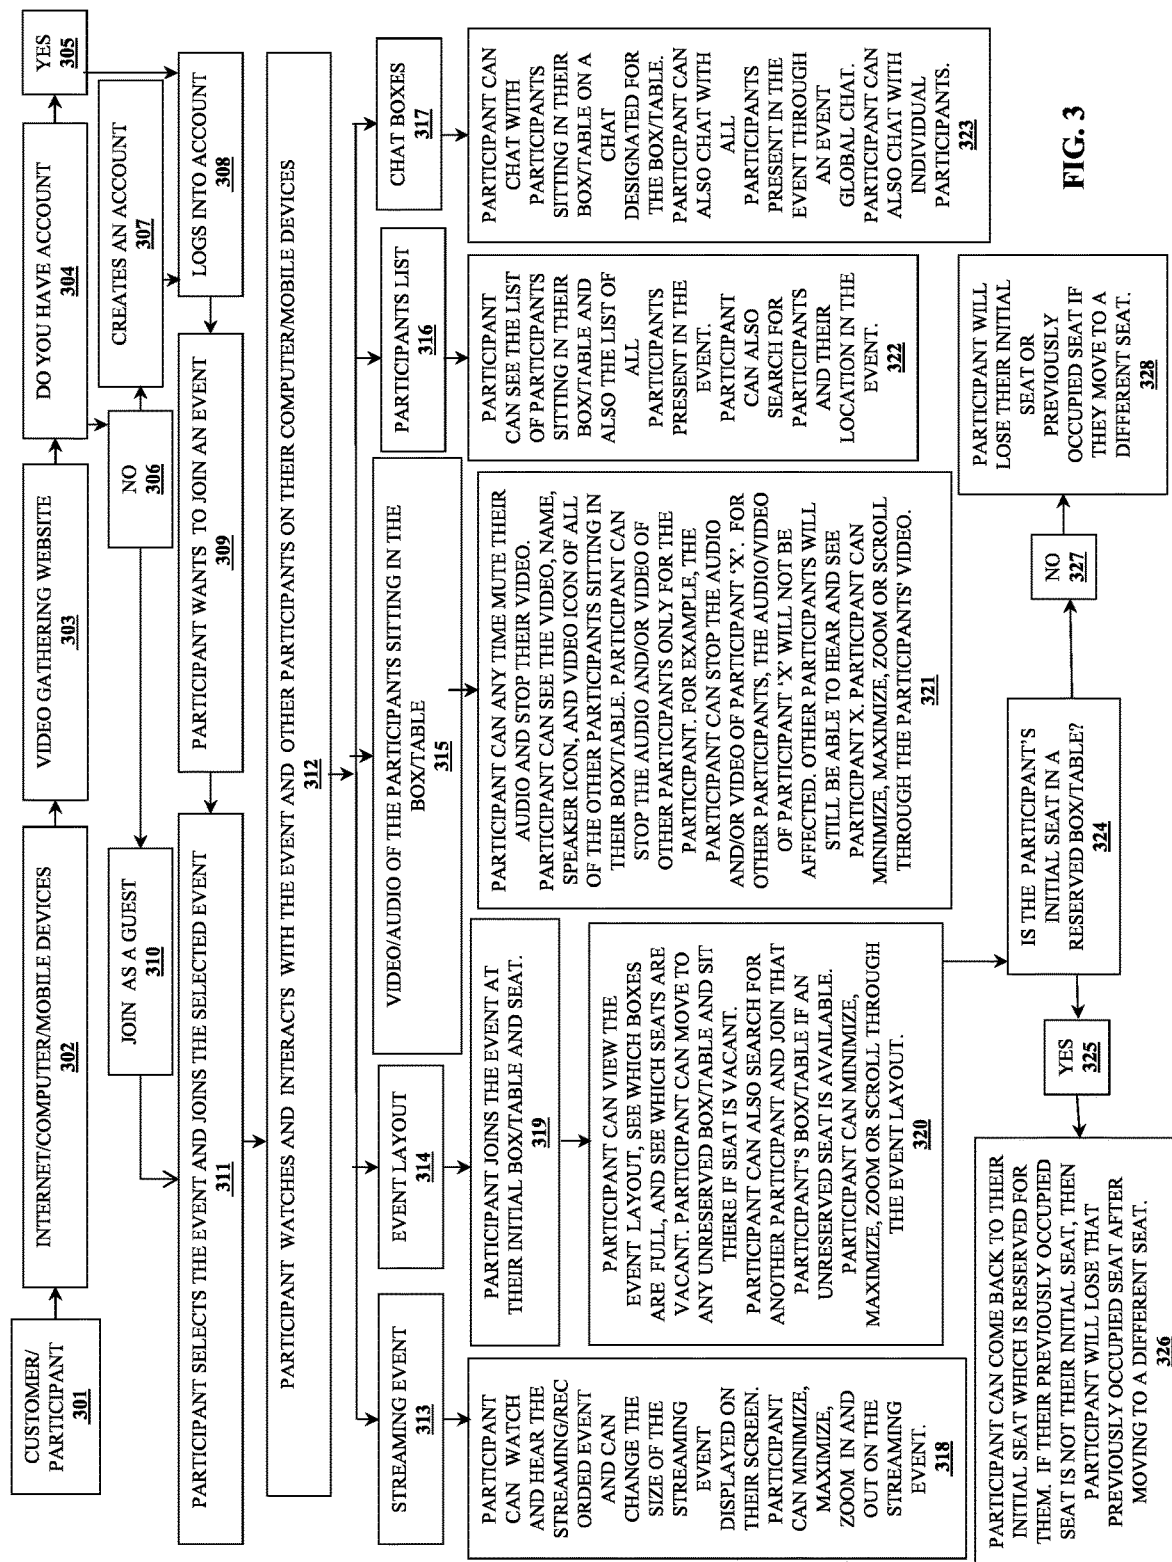 CUSTOMER/
PARTICIPANT
301
INTERNET/COMPUTER/MOBILE DEVICES
302
VIDEO GATHERING WEBSITE
303
DO YOU HAVE ACCOUNT
304
YES
305
NO
306
CREATES AN ACCOUNT
307
LOGS INTO ACCOUNT
308
PARTICIPANT WANTS TO JOIN AN EVENT
309
JOIN AS A GUEST
310
PARTICIPANT SELECTS THE EVENT AND JOINS THE SELECTED EVENT
311
PARTICIPANT WATCHES AND INTERACTS WITH THE EVENT AND OTHER PARTICIPANTS ON THEIR COMPUTER/MOBILE DEVICES
312
STREAMING EVENT
313
EVENT LAYOUT
314
VIDEO/AUDIO OF THE PARTICIPANTS SITTING IN THE
BOX/TABLE
315
PARTICIPANTS LIST
316
CHAT BOXES
317
PARTICIPANT
CAN WATCH
AND HEAR THE
STREAMING/REC
ORDED EVENT
AND CAN
CHANGE THE
SIZE OF THE
STREAMING
EVENT
DISPLAYED ON
THEIR SCREEN.
PARTICIPANT
CAN MINIMIZE,
MAXIMIZE,
ZOOM IN AND
OUT ON THE
STREAMING
EVENT.
318
PARTICIPANT JOINS THE EVENT AT
THEIR INITIAL BOX/TABLE AND SEAT.
319
PARTICIPANT CAN VIEW THE
EVENT LAYOUT, SEE WHICH BOXES
ARE FULL, AND SEE WHICH SEATS ARE
VACANT. PARTICIPANT CAN MOVE TO
ANY UNRESERVED BOX/TABLE AND SIT
THERE IF SEAT IS VACANT.
PARTICIPANT CAN ALSO SEARCH FOR
ANOTHER PARTICIPANT AND JOIN THAT
PARTICIPANT'S BOX/TABLE IF AN
UNRESERVED SEAT IS AVAILABLE.
PARTICIPANT CAN MINIMIZE,
MAXIMIZE, ZOOM OR SCROLL THROUGH
THE EVENT LAYOUT.
320
PARTICIPANT CAN ANY TIME MUTE THEIR
AUDIO AND STOP THEIR VIDEO.
PARTICIPANT CAN SEE THE VIDEO, NAME,
SPEAKER ICON, AND VIDEO ICON OF ALL
OF THE OTHER PARTICIPANTS SITTING IN
THEIR BOX/TABLE. PARTICIPANT CAN
STOP THE AUDIO AND/OR VIDEO OF
OTHER PARTICIPANTS ONLY FOR THE
PARTICIPANT. FOR EXAMPLE, THE
PARTICIPANT CAN STOP THE AUDIO
AND/OR VIDEO OF PARTICIPANT 'X'. FOR
OTHER PARTICIPANTS, THE AUDIO/VIDEO
OF PARTICIPANT 'X' WILL NOT BE
AFFECTED. OTHER PARTICIPANTS WILL
STILL BE ABLE TO HEAR AND SEE
PARTICIPANT X. PARTICIPANT CAN
MINIMIZE, MAXIMIZE, ZOOM OR SCROLL
THROUGH THE PARTICIPANTS' VIDEO.
321
PARTICIPANT
CAN SEE THE LIST
OF PARTICIPANTS
SITTING IN THEIR
BOX/TABLE AND
ALSO THE LIST OF
ALL
PARTICIPANTS
PRESENT IN THE
EVENT.
PARTICIPANT
CAN ALSO
SEARCH FOR
PARTICIPANTS
AND THEIR
LOCATION IN THE
EVENT.
322
PARTICIPANT CAN
CHAT WITH
PARTICIPANTS
SITTING IN THEIR
BOX/TABLE ON A
CHAT
DESIGNATED FOR
THE BOX/TABLE.
PARTICIPANT CAN
ALSO CHAT WITH
ALL
PARTICIPANTS
PRESENT IN THE
EVENT THROUGH
AN EVENT
GLOBAL CHAT.
PARTICIPANT CAN
ALSO CHAT WITH
INDIVIDUAL
PARTICIPANTS.
323
IS THE PARTICIPANT'S
INITIAL SEAT IN A
RESERVED BOX/TABLE?
324
YES
325
PARTICIPANT CAN COME BACK TO THEIR
INITIAL SEAT WHICH IS RESERVED FOR
THEM. IF THEIR PREVIOUSLY OCCUPIED
SEAT IS NOT THEIR INITIAL SEAT, THEN
PARTICIPANT WILL LOSE THAT
PREVIOUSLY OCCUPIED SEAT AFTER
MOVING TO A DIFFERENT SEAT.
326
NO
327
PARTICIPANT WILL
LOSE THEIR INITIAL
SEAT OR
PREVIOUSLY
OCCUPIED SEAT IF
THEY MOVE TO A
DIFFERENT SEAT.
328
FIG. 3